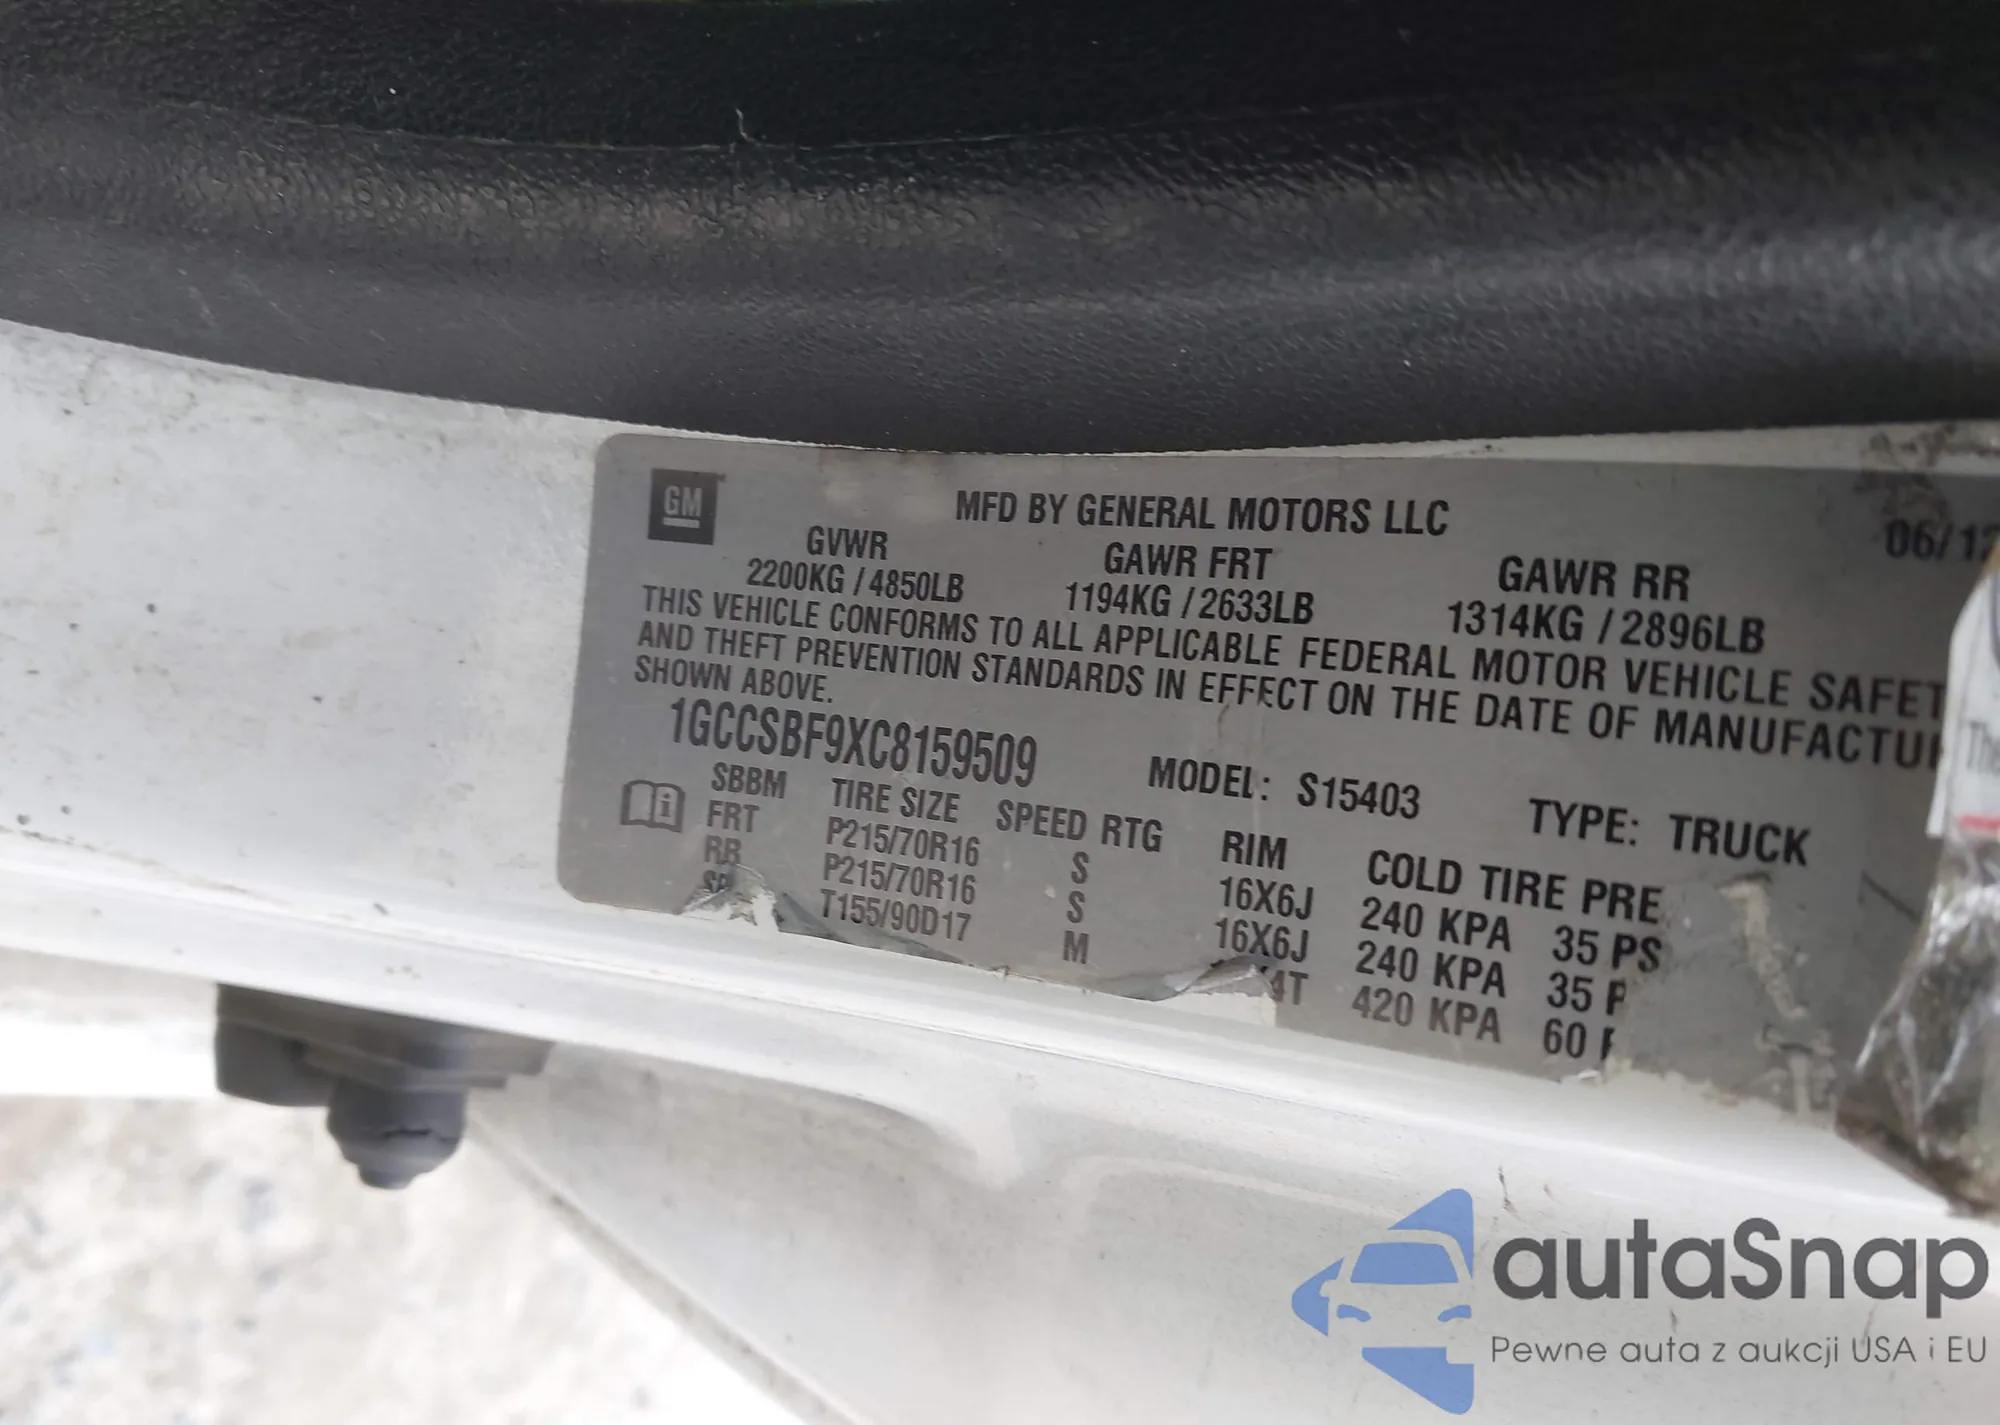 GM
MFD BY GENERAL MOTORS LLC
06/12
GVWR GAWR FRT GAWR RR
2200KG / 4850LB 1194KG / 2633LB 1314KG / 2896LB
THIS VEHICLE CONFORMS TO ALL APPLICABLE FEDERAL MOTOR VEHICLE SAFET
AND THEFT PREVENTION STANDARDS IN EFFECT ON THE DATE OF MANUFACTU
SHOWN ABOVE.
1GCCSBF9XC8159509 MODEL: S15403 TYPE: TRUCK
SBBM TIRE SIZE SPEED RTG RIM COLD TIRE PRE
FRT P215/70R16 S 16X6J 240 KPA 35 PS
RR P215/70R16 S 16X6J 240 KPA 35 P
SP T155/90D17 M 4T 420 KPA 60
The
autaSnap
Pewne auta z aukcji USA i EU